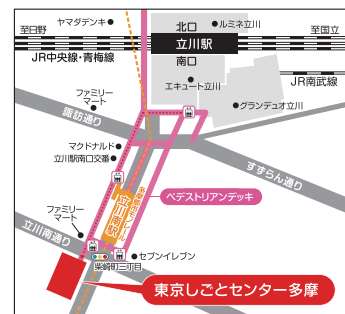 ヤマダデンキ
北口
ルミネ立川
至日野
立川駅
至国立
JR中央線・青梅線
南口
JR南武線
エキュート立川
ファミリー
マート
グランデュオ立川
諏訪通り
マクドナルド
立川駅南口交番
すずらん通り
多摩都市モノレール
立川南駅
ペデストリアンデッキ
ファミリー
マート
立川南通り
セブンイレブン
柴崎町三丁目
東京しごとセンター多摩